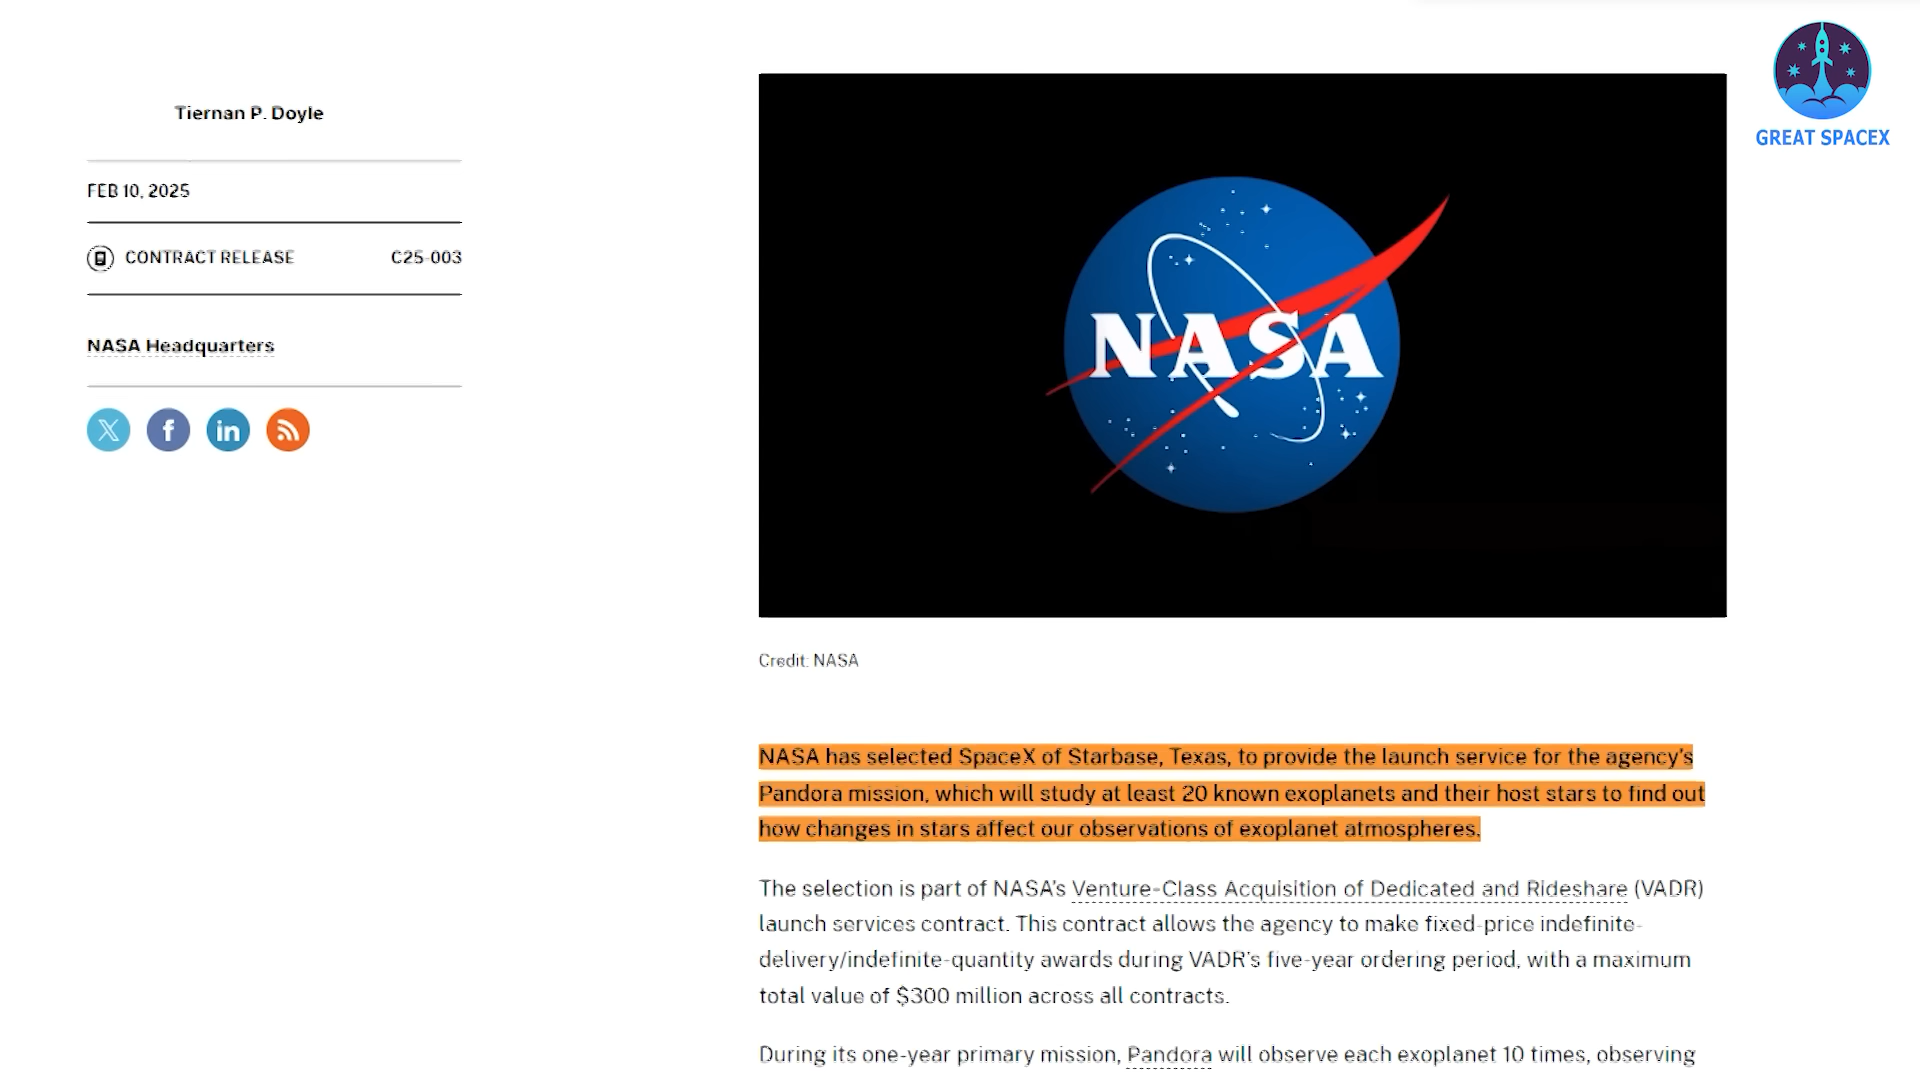 GREAT SPACEX
Tiernan P. Doyle
FEB 10, 2025
CONTRACT RELEASE C25-003
NASA Headquarters
NASA
Credit: NASA
NASA has selected SpaceX of Starbase, Texas, to provide the launch service for the agency's
Pandora mission, which will study at least 20 known exoplanets and their host stars to find out
how changes in stars affect our observations of exoplanet atmospheres.
The selection is part of NASA's Venture-Class Acquisition of Dedicated and Rideshare (VADR)
launch services contract. This contract allows the agency to make fixed-price indefinite-
delivery/indefinite-quantity awards during VADR's five-year ordering period, with a maximum
total value of $300 million across all contracts.
During its one-year primary mission, Pandora will observe each exoplanet 10 times, observing